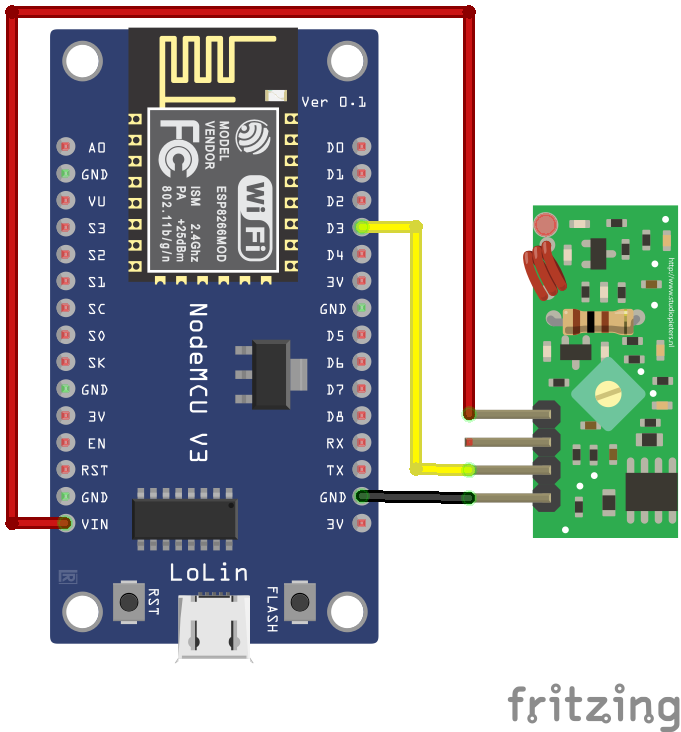 Ver 0.1
MODEL
VENDOR
FC
WiFi
ISM 2.4Ghz
PA +25dBm
802.11b/g/n
ESP8266MOD
A0
GND
VU
S3
S2
S1
SC
S0
SK
GND
3V
EN
RST
GND
VIN
D0
D1
D2
D3
D4
3V
GND
D5
D6
D7
D8
RX
TX
GND
3V
NodeMCU V3
LoLin
RST
FLASH
http://www.studiopieters.nl
fritzing